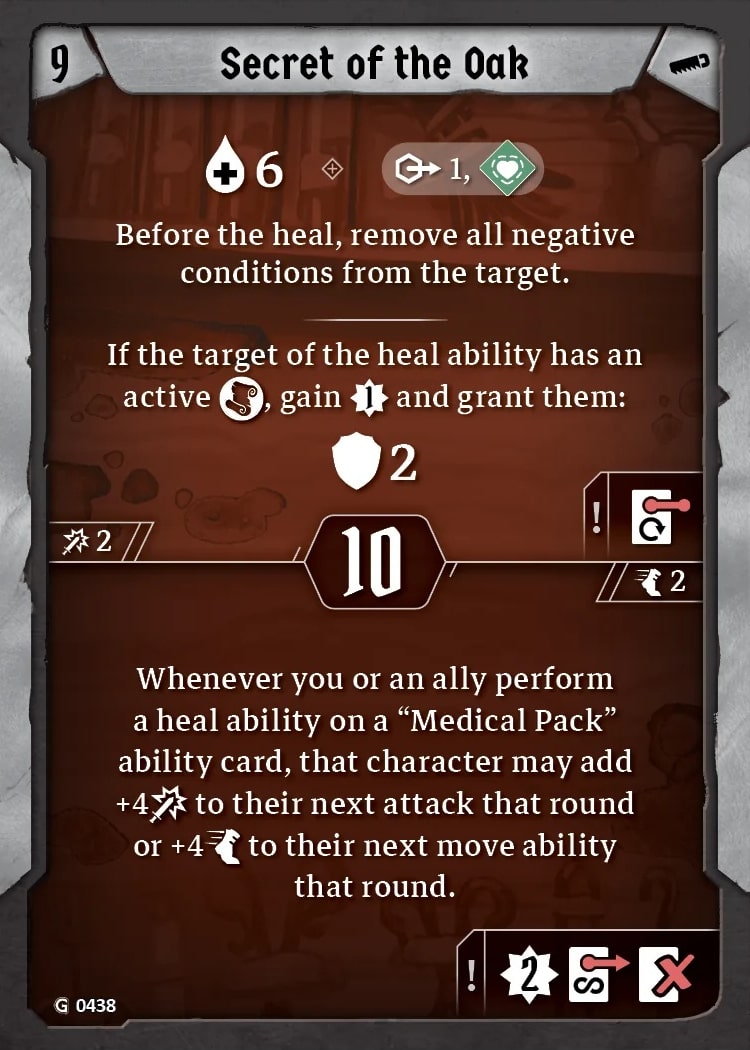 9
Secret of the Oak
6 1,
Before the heal, remove all negative
conditions from the target.
If the target of the heal ability has an
active , gain 1 and grant them:
2
2
10
2
Whenever you or an ally perform
a heal ability on a “Medical Pack”
ability card, that character may add
+4 to their next attack that round
or +4 to their next move ability
that round.
! 
! 2
G 0438